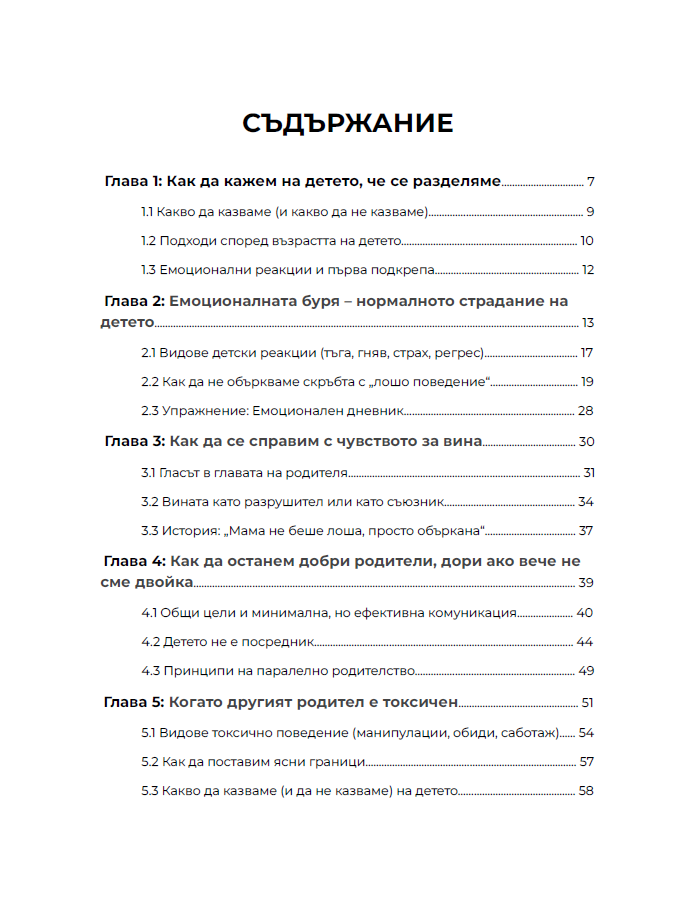 СЪДЪРЖАНИЕ
Глава 1: Как да кажем на детето, че се разделяме................................ 7
1.1 Какво да казваме (и какво да не казваме)............................................................ 9
1.2 Подходи според възрастта на детето.................................................................... 10
1.3 Емоционални реакции и първа подкрепа........................................................ 12
Глава 2: Емоционалната буря – нормалното страдание на
детето.................................................................................................................................... 13
2.1 Видове детски реакции (тъга, гняв, страх, регрес).................................... 17
2.2 Как да не объркваме скръбта с „лошо поведение“.................................. 19
2.3 Упражнение: Емоционален дневник.................................................................. 28
Глава 3: Как да се справим с чувството за вина.................................... 30
3.1 Гласът в главата на родителя.......................................................................................... 31
3.2 Вината като разрушител или като съюзник.................................................. 34
3.3 История: „Мама не беше лоша, просто объркана“.................................... 37
Глава 4: Как да останем добри родители, дори ако вече не
сме двойка.................................................................................................................... 39
4.1 Общи цели и минимална, но ефективна комуникация...................... 40
4.2 Детето не е посредник.................................................................................................... 44
4.3 Принципи на паралелно родителство.............................................................. 49
Глава 5: Когато другият родител е токсичен.............................................. 51
5.1 Видове токсично поведение (манипулации, обиди, саботаж)...... 54
5.2 Как да поставим ясни граници.................................................................................. 57
5.3 Какво да казваме (и да не казваме) на детето.............................................. 58